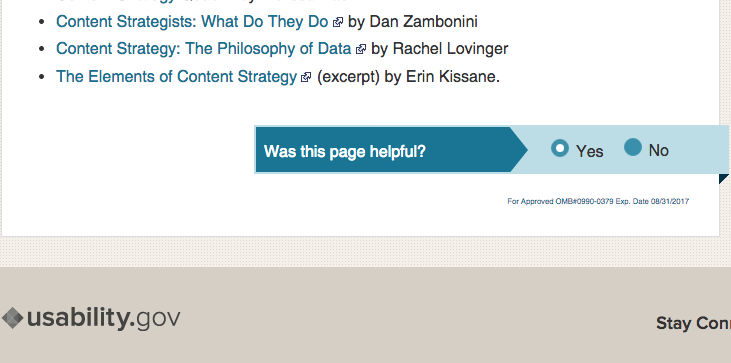 Content Strategists: What Do They Do by Dan Zambonini
Content Strategy: The Philosophy of Data by Rachel Lovinger
The Elements of Content Strategy (excerpt) by Erin Kissane.
Was this page helpful? Yes No
For Approved OMB#0990-0379 Exp. Date 08/31/2017
usability.gov
Stay Con